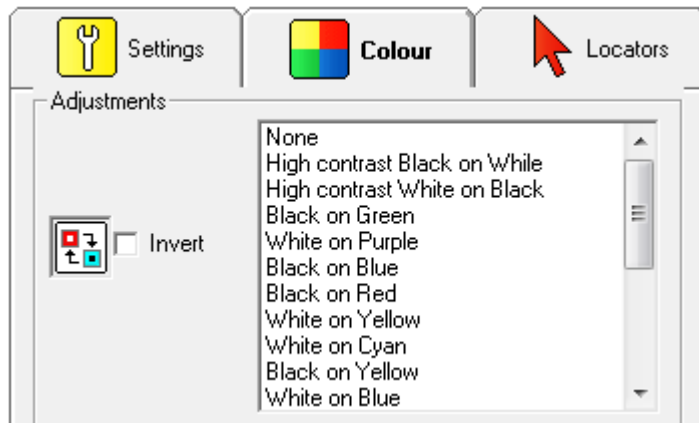 Settings
Colour
Locators
Adjustments
Invert
None
High contrast Black on While
High contrast White on Black
Black on Green
White on Purple
Black on Blue
Black on Red
White on Yellow
White on Cyan
Black on Yellow
White on Blue